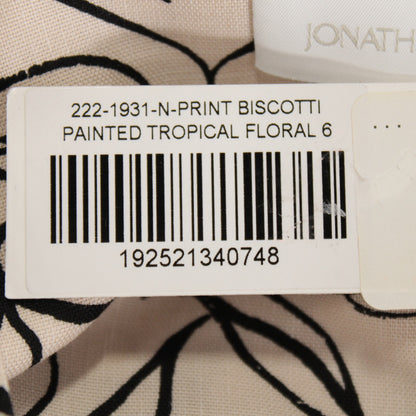 JONATH
222-1931-N-PRINT BISCOTTI
PAINTED TROPICAL FLORAL 6
192521340748